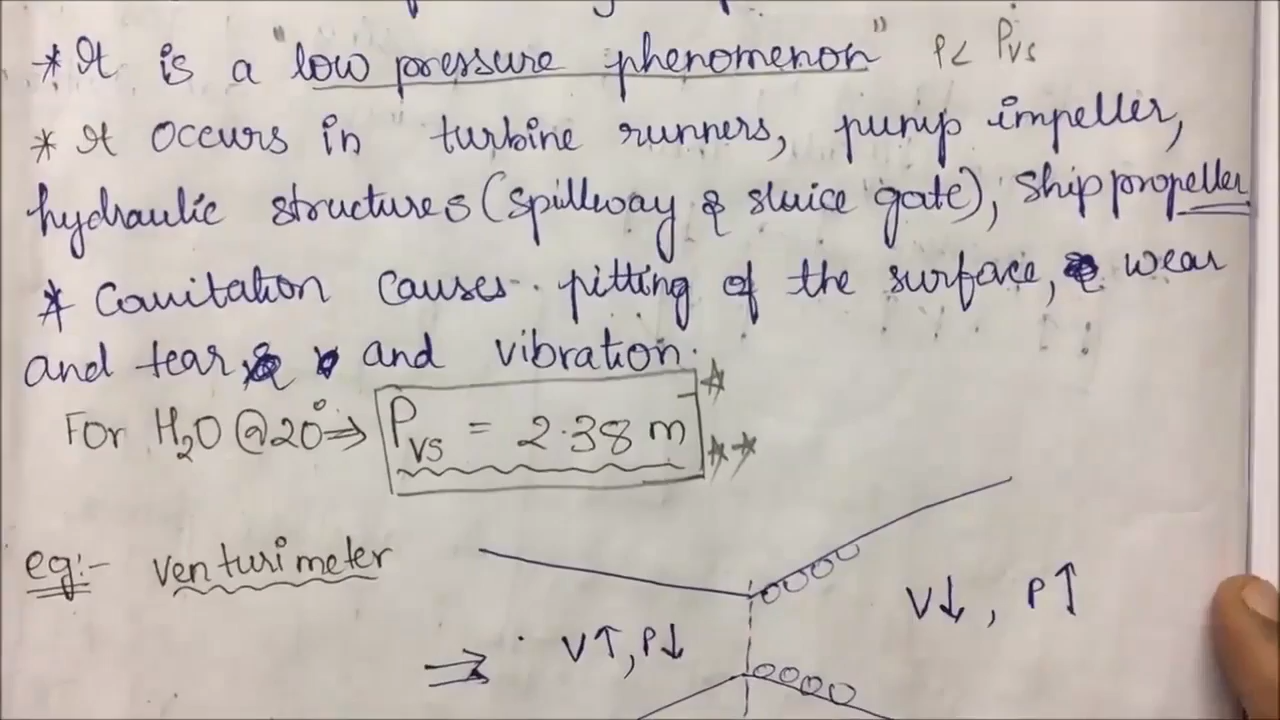 * It is a "low pressure phenomenon" P< Pvs
* It occurs in turbine runners, pump impeller,
hydraulic structures (spillway & sluice gate), ship propeller
* Cavitation causes pitting of the surface, wear
and tear and vibration.
For H₂O @20° ⇒ Pvs = 2.38 m
eg:- venturimeter
V↓, P↑
⇒ V↑, P↓